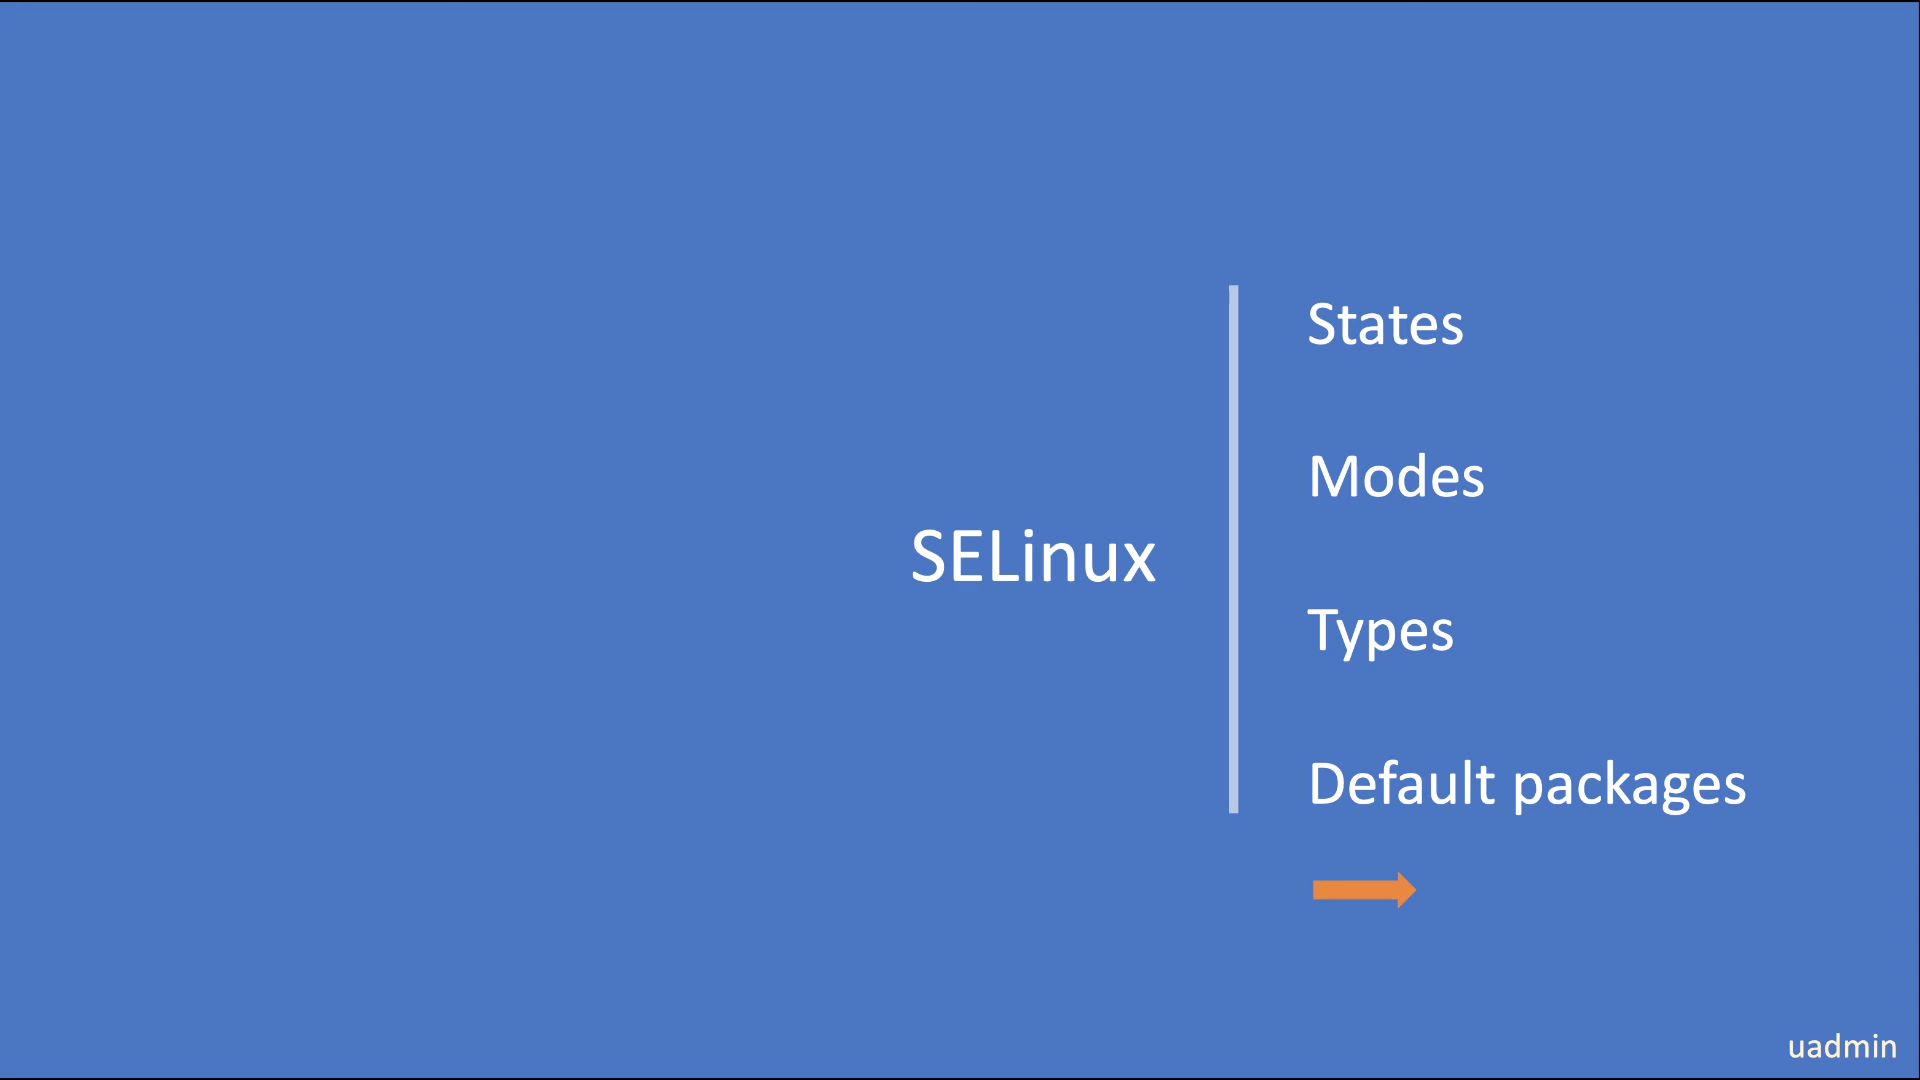 SELinux
States
Modes
Types
Default packages
uadmin